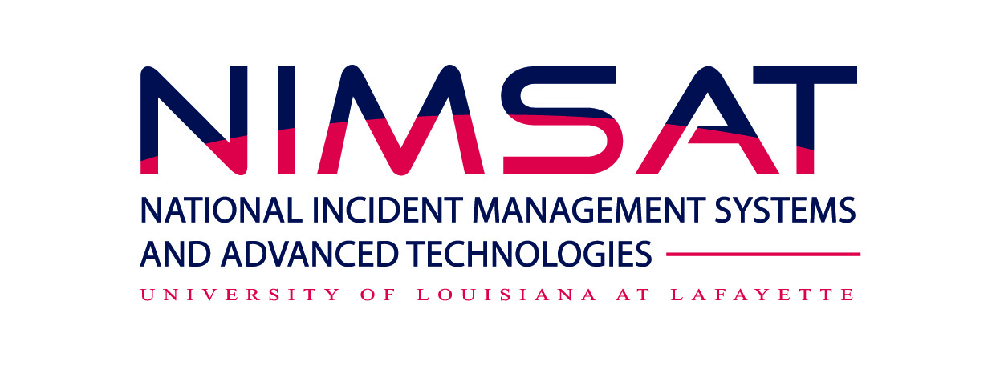 NIMSAT
NATIONAL INCIDENT MANAGEMENT SYSTEMS
AND ADVANCED TECHNOLOGIES
UNIVERSITY OF LOUISIANA AT LAFAYETTE